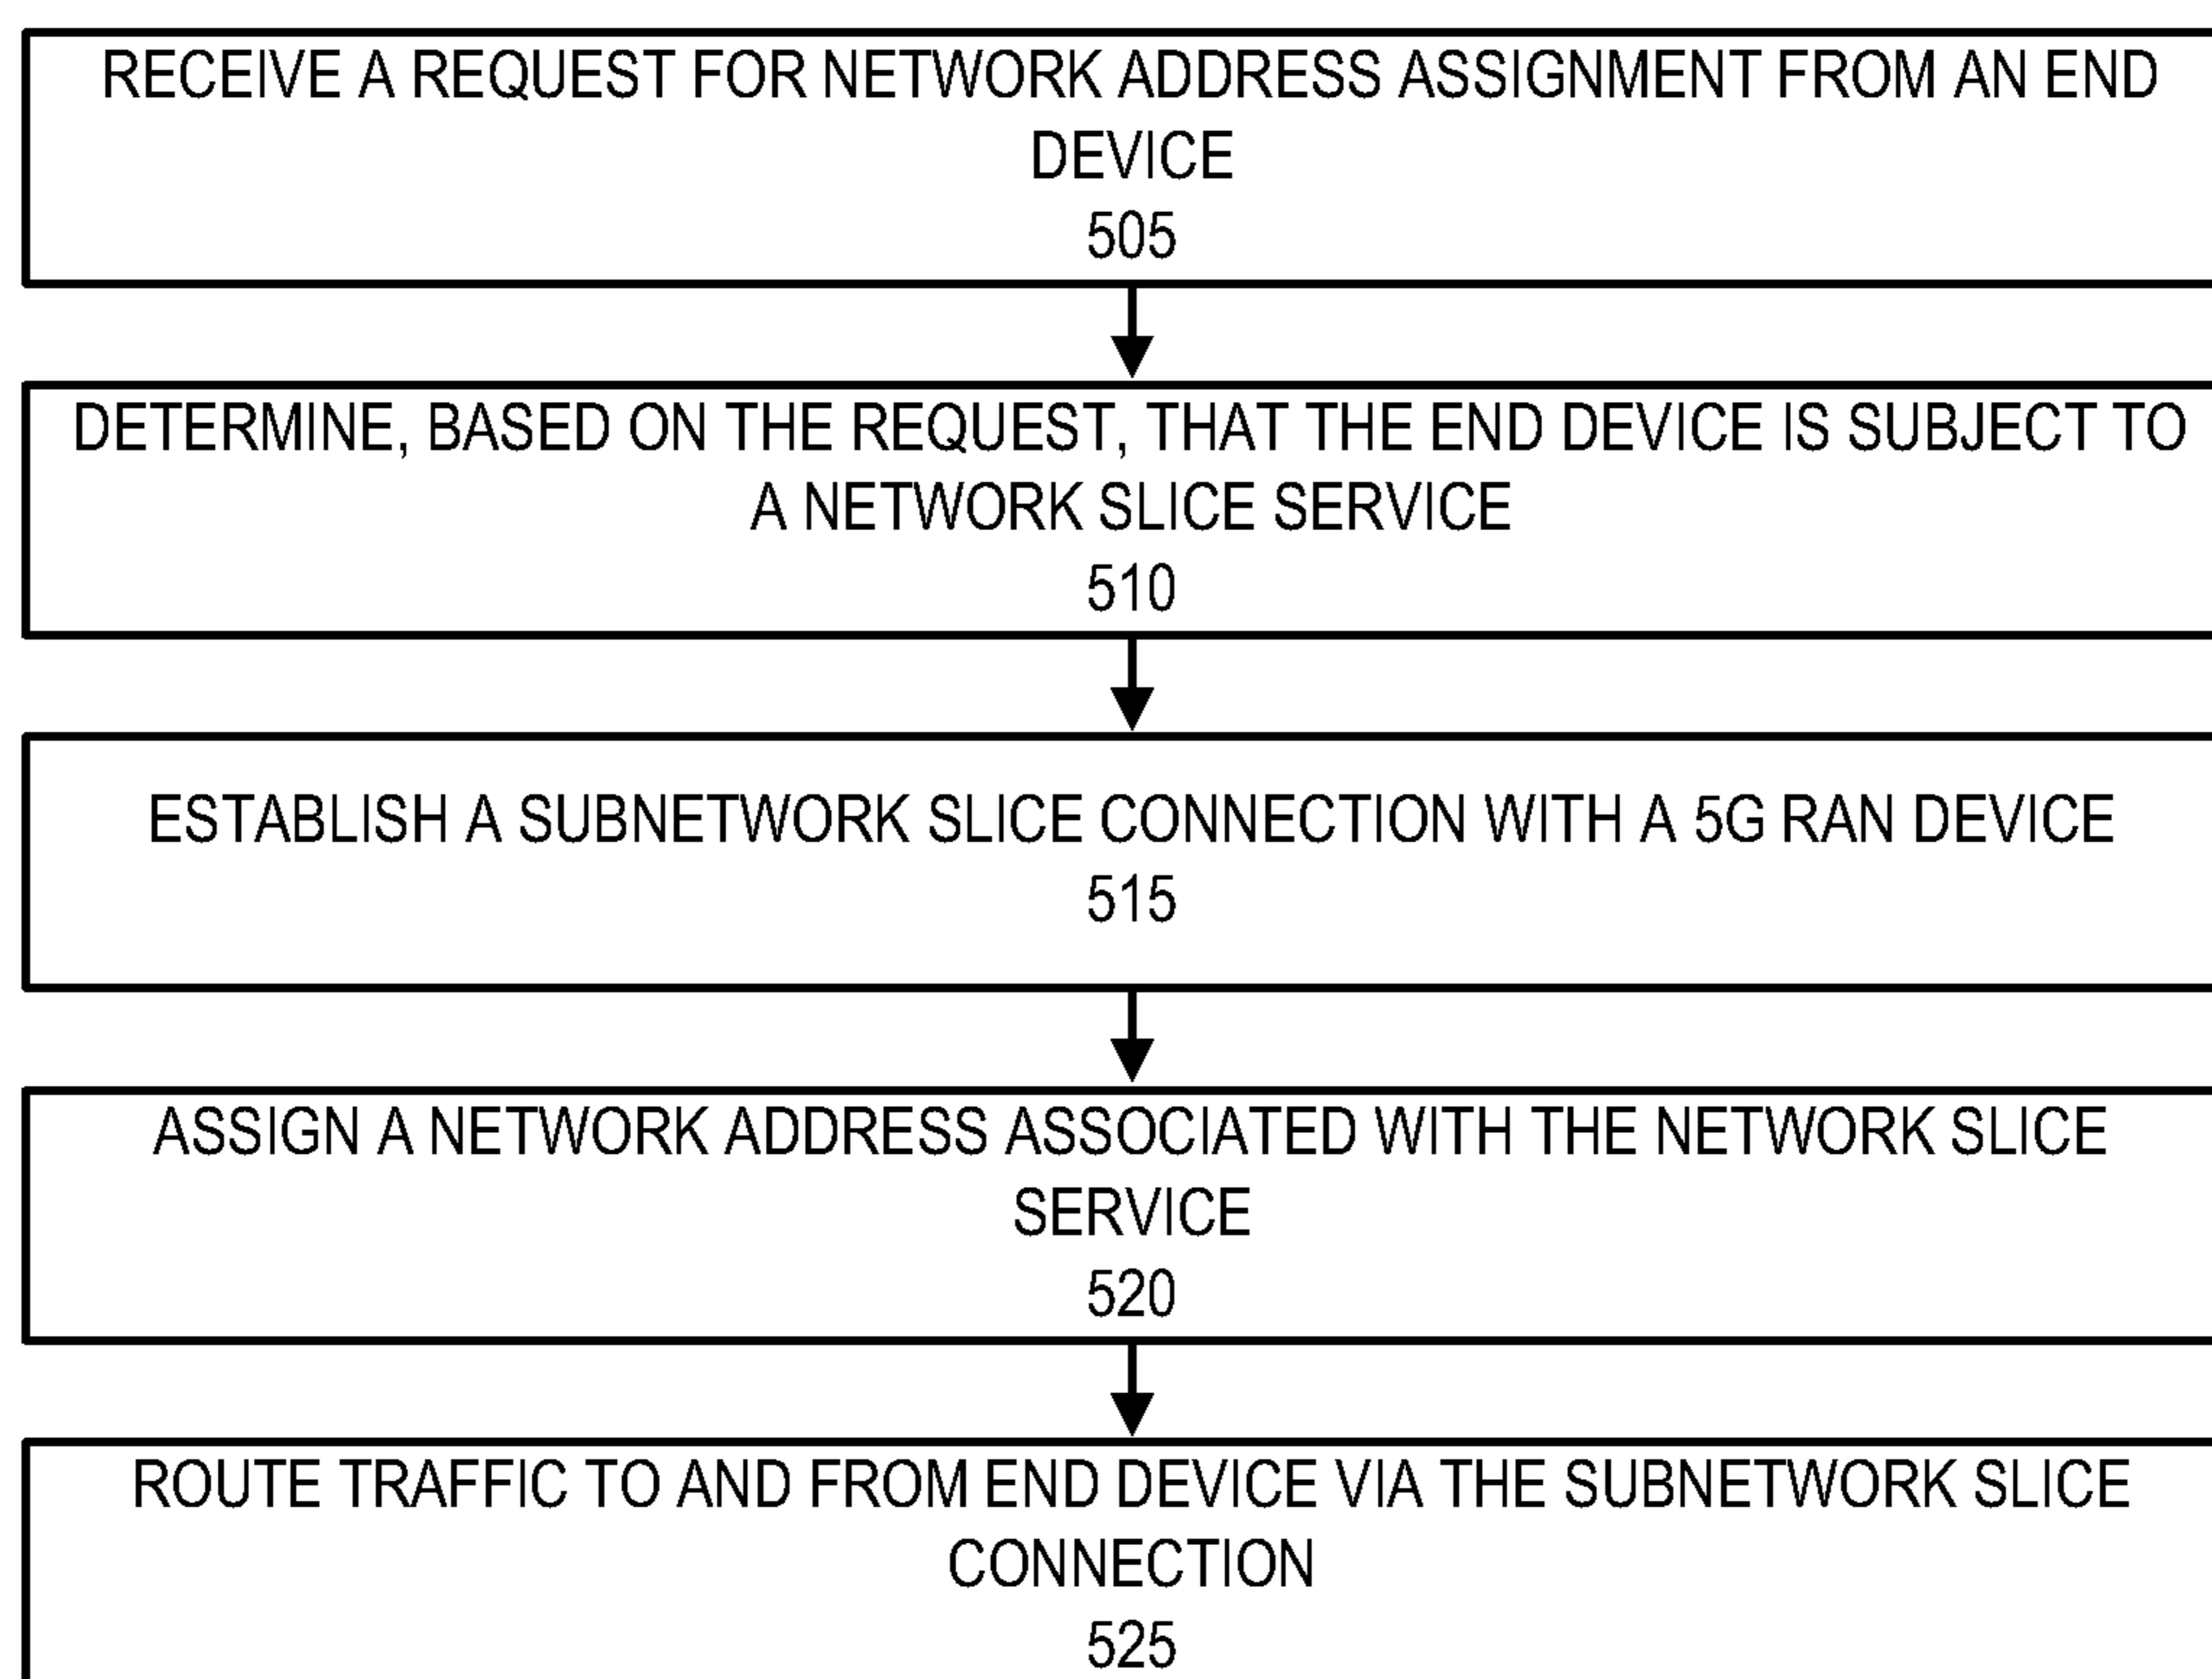 RECEIVE A REQUEST FOR NETWORK ADDRESS ASSIGNMENT FROM AN END
DEVICE
505
DETERMINE, BASED ON THE REQUEST, THAT THE END DEVICE IS SUBJECT TO
A NETWORK SLICE SERVICE
510
ESTABLISH A SUBNETWORK SLICE CONNECTION WITH A 5G RAN DEVICE
515
ASSIGN A NETWORK ADDRESS ASSOCIATED WITH THE NETWORK SLICE
SERVICE
520
ROUTE TRAFFIC TO AND FROM END DEVICE VIA THE SUBNETWORK SLICE
CONNECTION
525